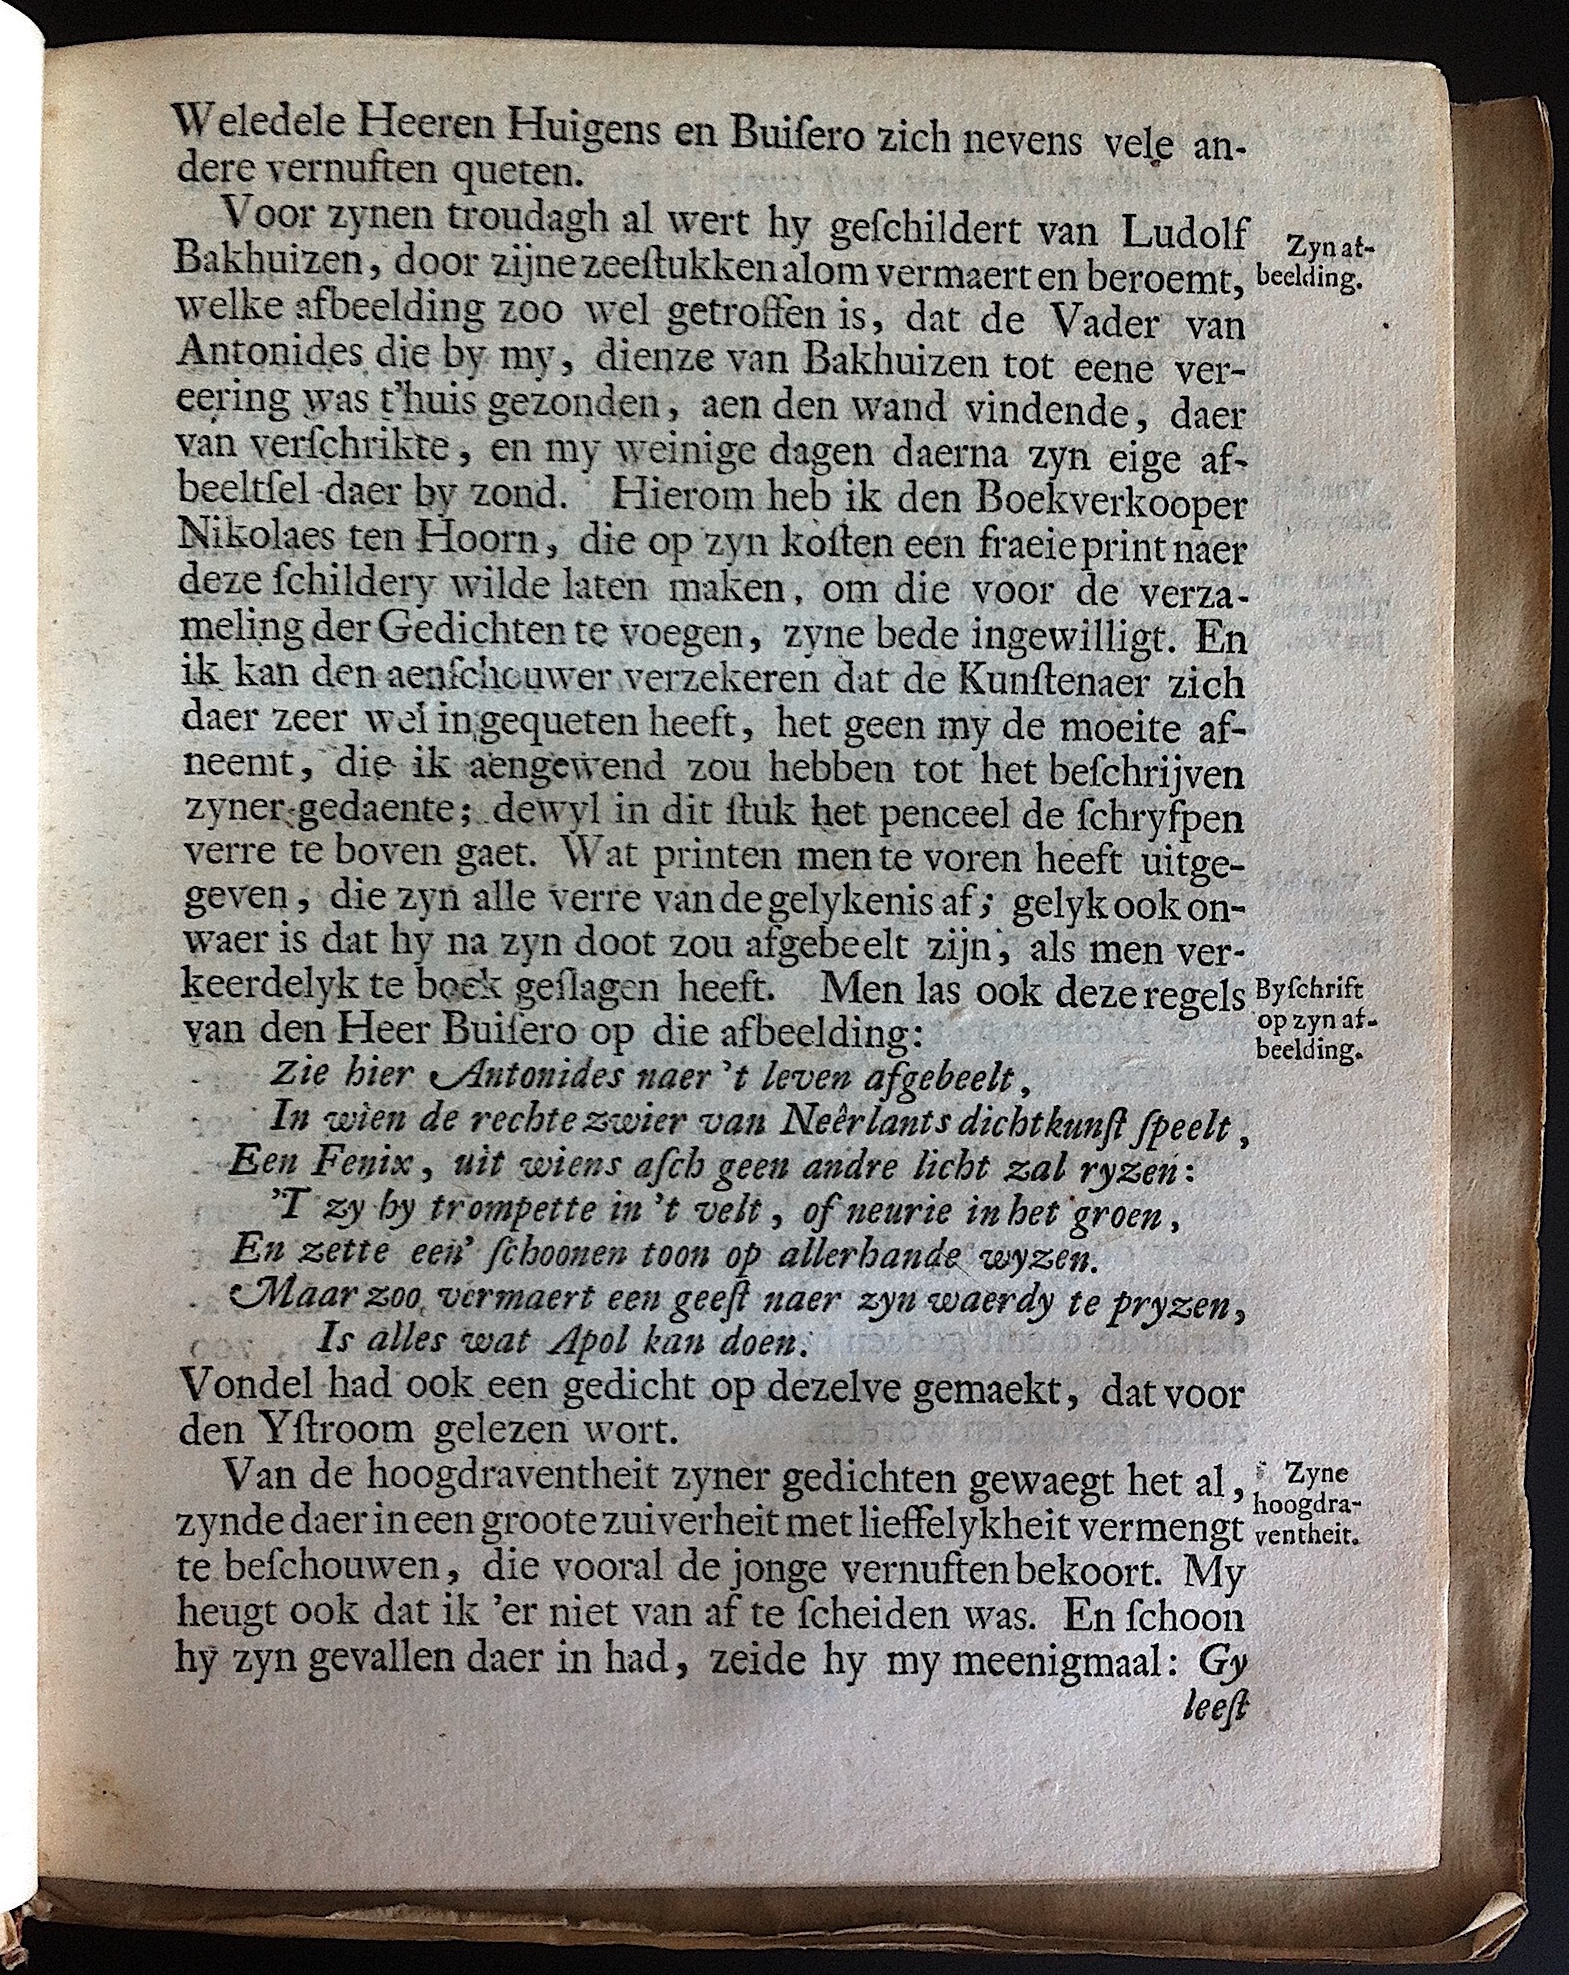 Weledele Heeren Huigens en Buiſero zich nevens vele an-
dere vernuften queten.
Voor zynen troudagh al wert hy geſchildert van Ludolf
Zyn af-
Bakhuizen, door zijne zeeſtukken alom vermaert en beroemt,
beelding.
welke afbeelding zoo wel getroffen is, dat de Vader van
Antonides die by my, dienze van Bakhuizen tot eene ver-
eering was t'huis gezonden, aen den wand vindende, daer
van verſchrikte, en my weinige dagen daerna zyn eige af-
beeltſel daer by zond. Hierom heb ik den Boekverkooper
Nikolaes ten Hoorn, die op zyn koſten een fraeie print naer
deze ſchildery wilde laten maken, om die voor de verza-
meling der Gedichten te voegen, zyne bede ingewilligt. En
ik kan den aenſchouwer verzekeren dat de Kunſtenaer zich
daer zeer wel in gequeten heeft, het geen my de moeite af-
neemt, die ik aengewend zou hebben tot het beſchrijven
zyner gedaente; dewyl in dit ſtuk het penceel de ſchryfpen
verre te boven gaet. Wat printen men te voren heeft uitge-
geven, die zyn alle verre van de gelykenis af; gelyk ook on-
waer is dat hy na zyn doot zou afgebeelt zijn, als men ver-
keerdelyk te boek geſlagen heeft. Men las ook deze regels
Byſchrift
van den Heer Buiſero op die afbeelding:
op zyn af-
beelding.
Zie hier Antonides naer 't leven afgebeelt,
In wien de rechte zwier van Neêrlants dichtkunſt ſpeelt,
Een Fenix, uit wiens aſch geen andre licht zal ryzen:
'T zy hy trompette in 't velt, of neurie in het groen,
En zette een' ſchoonen toon op allerhande wyzen.
Maar zoo vermaert een geeſt naer zyn waerdy te pryzen,
Is alles wat Apol kan doen.
Vondel had ook een gedicht op dezelve gemaekt, dat voor
den Yſtroom gelezen wort.
Van de hoogdraventheit zyner gedichten gewaegt het al,
Zyne
hoogdra-
zynde daer in een groote zuiverheit met lieffelykheit vermengt
ventheit.
te beſchouwen, die vooral de jonge vernuften bekoort. My
heugt ook dat ik 'er niet van af te ſcheiden was. En ſchoon
hy zyn gevallen daer in had, zeide hy my meenigmaal: Gy
leeſt